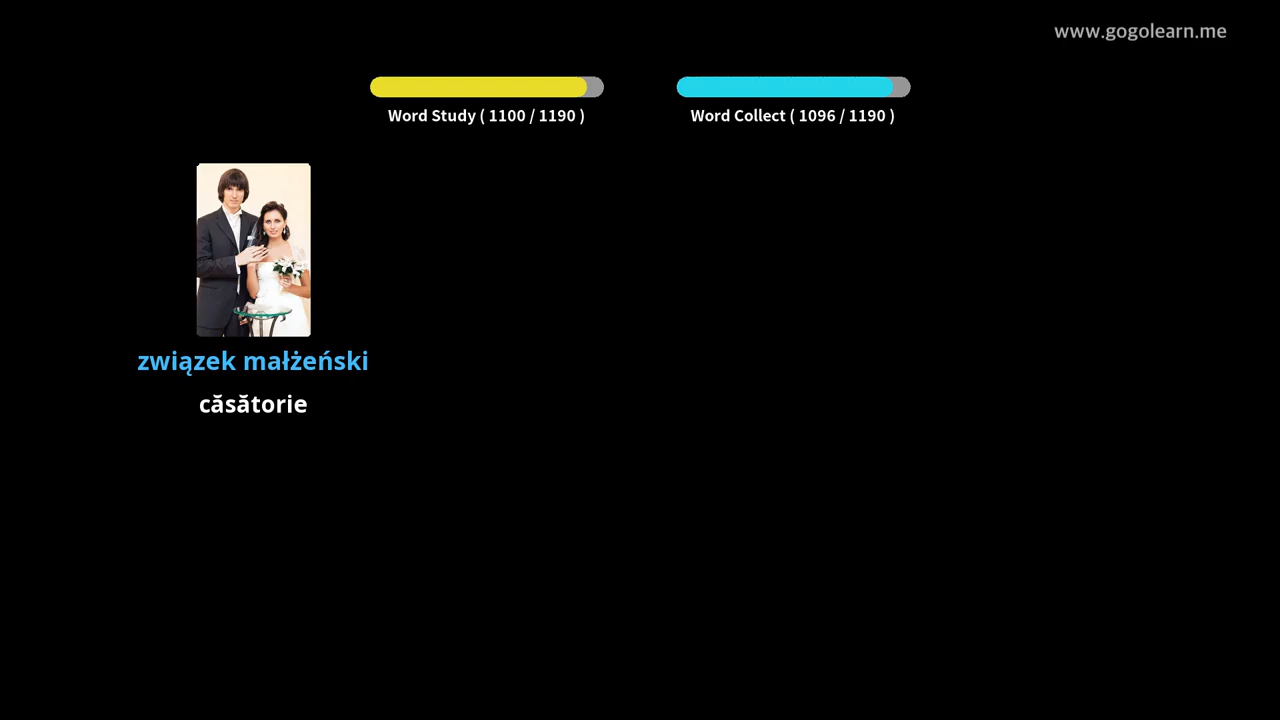 www.gogolearn.me
Word Study ( 1100 / 1190 )
Word Collect ( 1096 / 1190 )
związek małżeński
căsătorie